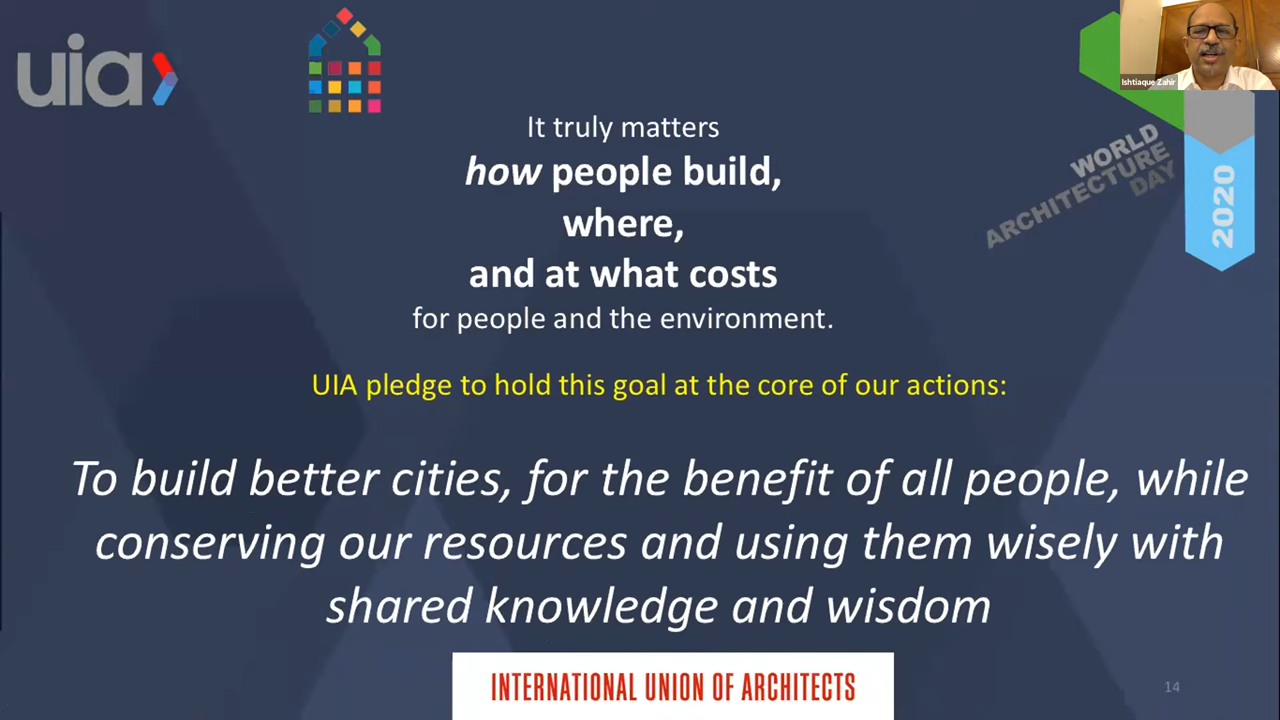 uia
Ishtiaque Zahir
It truly matters
how people build,
where,
and at what costs
for people and the environment.
WORLD
ARCHITECTURE
DAY
2020
UIA pledge to hold this goal at the core of our actions:
To build better cities, for the benefit of all people, while
conserving our resources and using them wisely with
shared knowledge and wisdom
INTERNATIONAL UNION OF ARCHITECTS
14